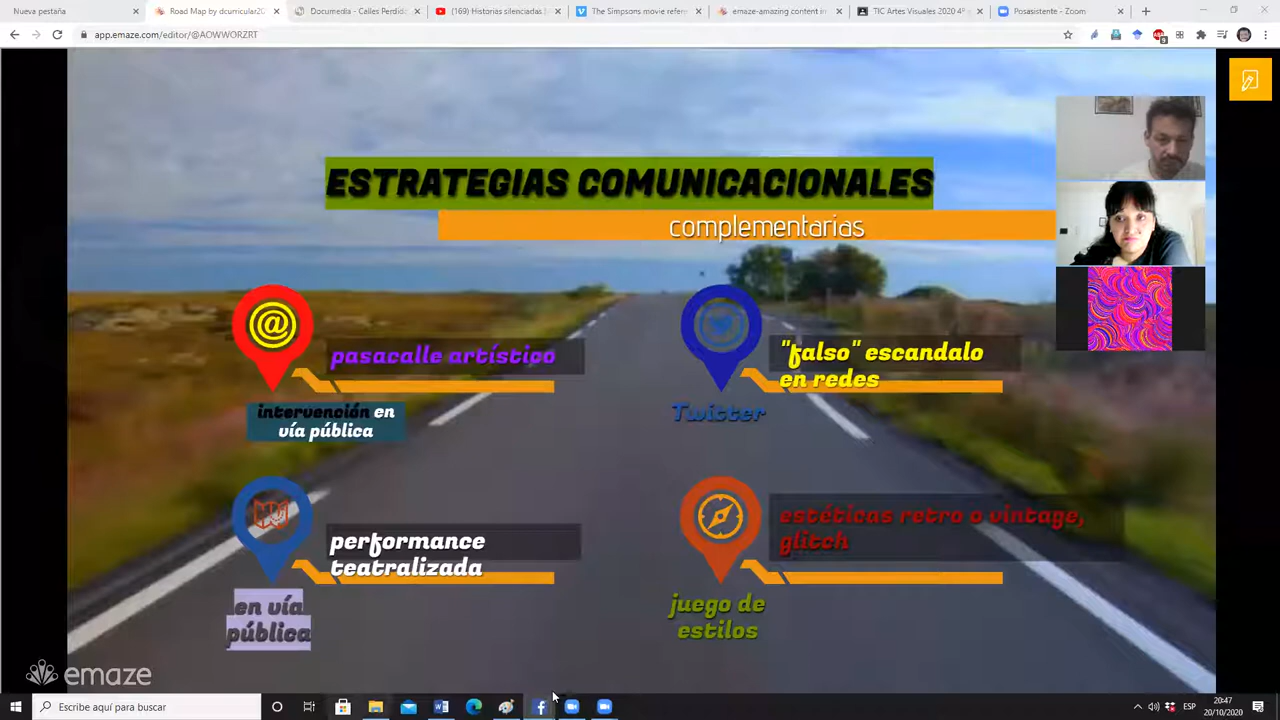 Nueva pestaña
Road Map by dcurricular20
DocumedIa - Calles Perdid
(169) Historias silenciadas
The Simpsons movie refer
emaze-amazing content in
TIC Artes Visuales 2020 4º
Posasistente - Zoom
app.emaze.com/editor/@AOWWORZRT
ESTRATEGIAS COMUNICACIONALES
complementarias
@
pasacalle artístico
intervención en
vía pública
"falso" escandalo
en redes
Twitter
performance
teatralizada
en vía
pública
estéticas retro o vintage,
glitch
juego de
estilos
emaze
Escribe aquí para buscar
ESP
20:47
20/10/2020